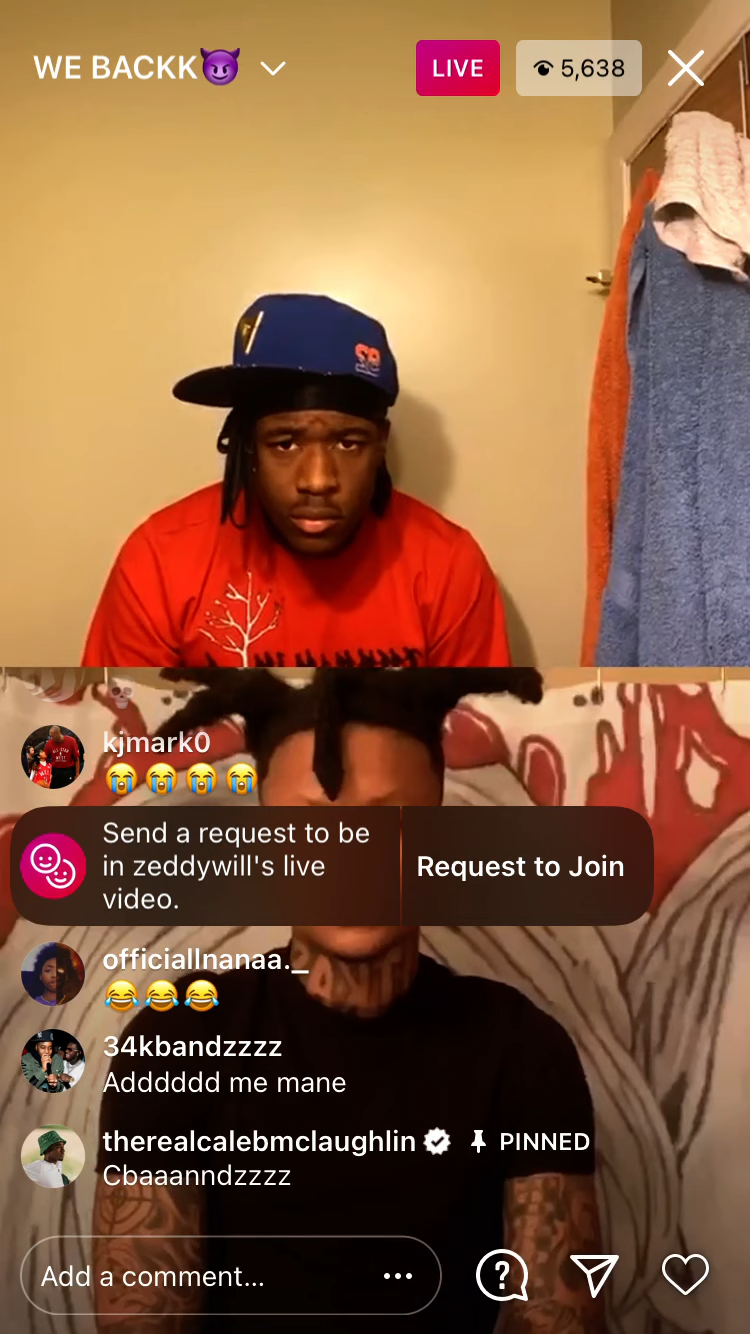 WE BACKK😈
LIVE
5,638
kjmark0
😭😭😭😭
Send a request to be
in zeddywill's live
video.
Request to Join
officiallnanaa._
😂😂😂
34kbandzzzz
Adddddd me mane
therealcalebmclaughlin
PINNED
Cbaaanndzzzz
Add a comment...